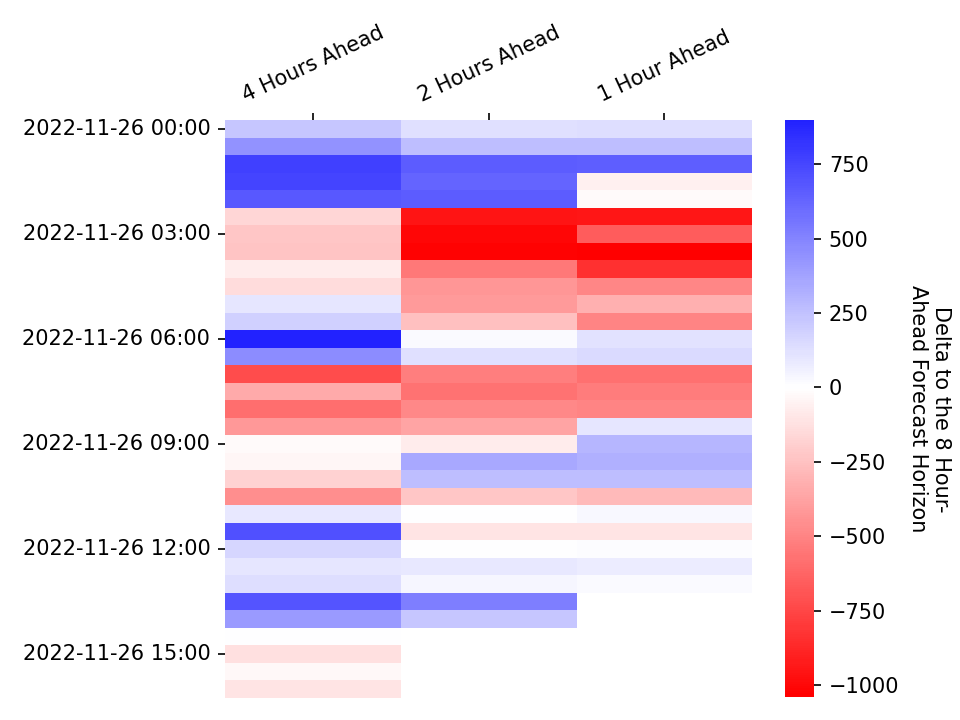 4 Hours Ahead
2 Hours Ahead
1 Hour Ahead
2022-11-26 00:00
2022-11-26 03:00
2022-11-26 06:00
2022-11-26 09:00
2022-11-26 12:00
2022-11-26 15:00
750
500
250
0
−250
−500
−750
−1000
Delta to the 8 Hour-
Ahead Forecast Horizon